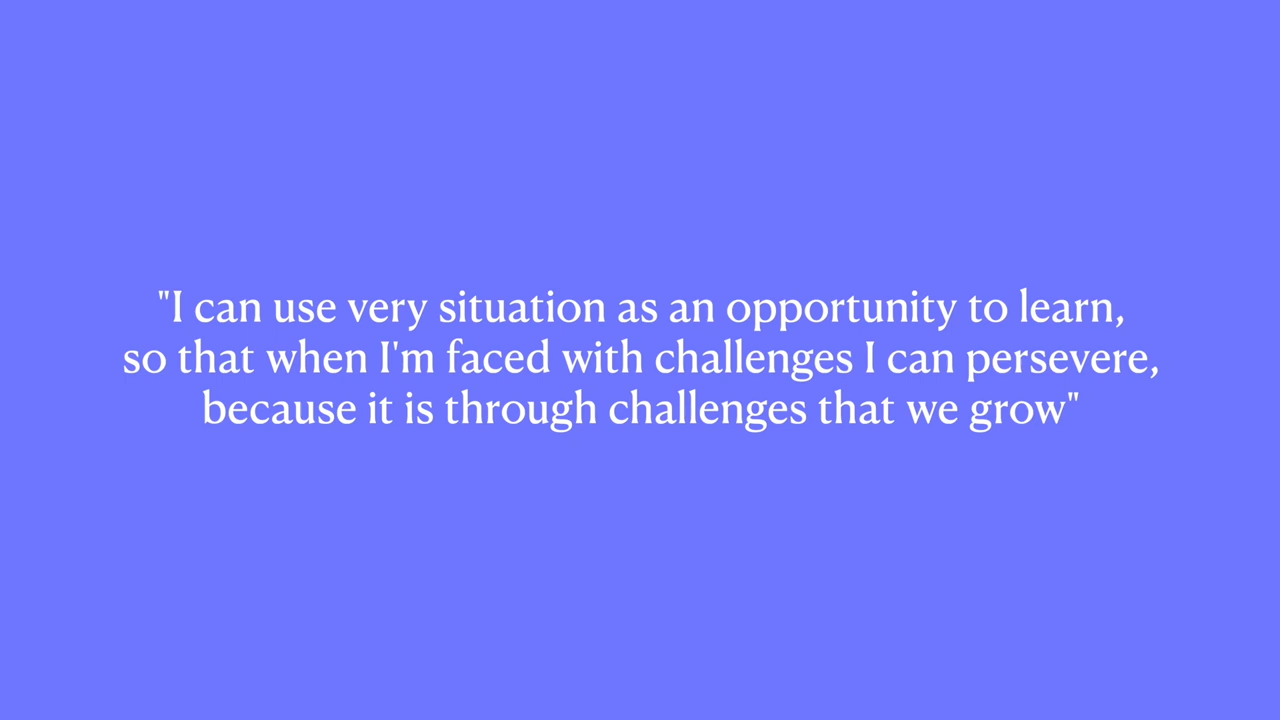 "I can use very situation as an opportunity to learn,
so that when I'm faced with challenges I can persevere,
because it is through challenges that we grow"